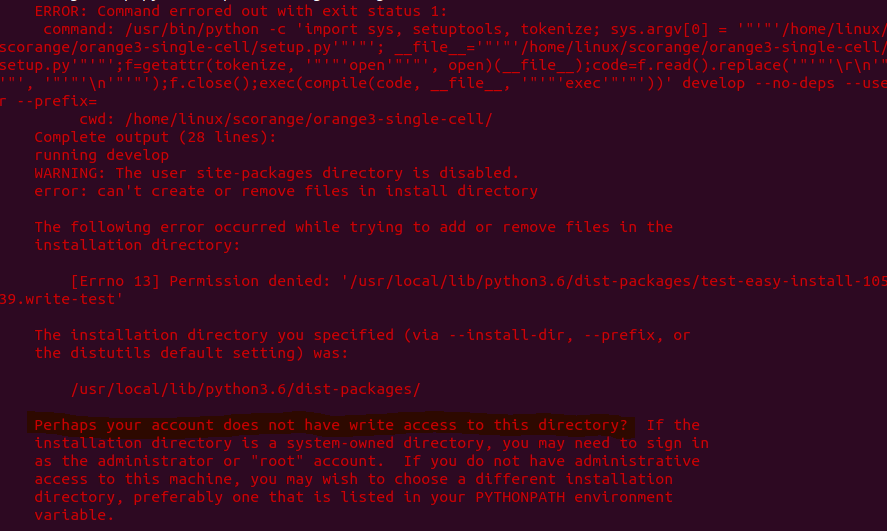 ERROR: Command errored out with exit status 1:
command: /usr/bin/python -c 'import sys, setuptools, tokenize; sys.argv[0] = '"'"'/home/linux/
scorange/orange3-single-cell/setup.py'"'"'; __file__='"'"'/home/linux/scorange/orange3-single-cell/
setup.py'"'"';f=getattr(tokenize, '"'"'open'"'"', open)(__file__);code=f.read().replace('"'"'\r\n'"
'"', '"'"'\n'"'"');f.close();exec(compile(code, __file__, '"'"'exec'"'"'))' develop --no-deps --use
r --prefix=
cwd: /home/linux/scorange/orange3-single-cell/
Complete output (28 lines):
running develop
WARNING: The user site-packages directory is disabled.
error: can't create or remove files in install directory
The following error occurred while trying to add or remove files in the
installation directory:
[Errno 13] Permission denied: '/usr/local/lib/python3.6/dist-packages/test-easy-install-105
39.write-test'
The installation directory you specified (via --install-dir, --prefix, or
the distutils default setting) was:
/usr/local/lib/python3.6/dist-packages/
Perhaps your account does not have write access to this directory?  If the
installation directory is a system-owned directory, you may need to sign in
as the administrator or "root" account.  If you do not have administrative
access to this machine, you may wish to choose a different installation
directory, preferably one that is listed in your PYTHONPATH environment
variable.